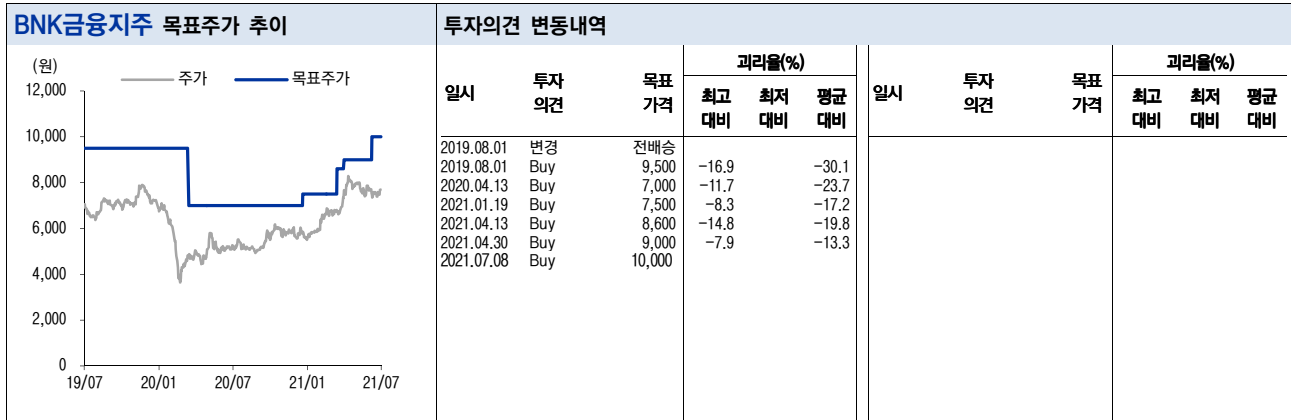 BNK금융지주 목표주가 추이
(원)
주가 목표주가
12,000
10,000
8,000
6,000
4,000
2,000
0
19/07 20/01 20/07 21/01 21/07
투자의견 변동내역
일시 투자의견 목표가격 괴리율(%)
최고대비 최저대비 평균대비
2019.08.01 변경 전배승
2019.08.01 Buy 9,500 -16.9 -30.1
2020.04.13 Buy 7,000 -11.7 -23.7
2021.01.19 Buy 7,500 -8.3 -17.2
2021.04.13 Buy 8,600 -14.8 -19.8
2021.04.30 Buy 9,000 -7.9 -13.3
2021.07.08 Buy 10,000
일시 투자의견 목표가격 괴리율(%)
최고대비 최저대비 평균대비